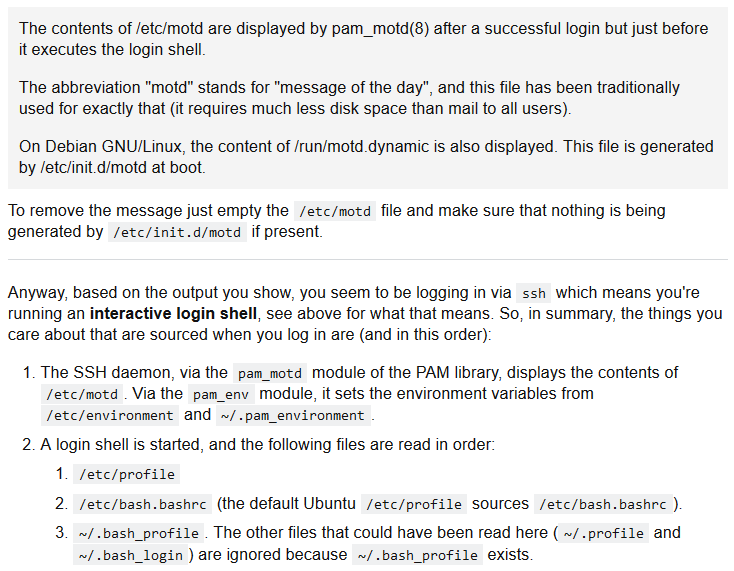 The contents of /etc/motd are displayed by pam_motd(8) after a successful login but just before
it executes the login shell.
The abbreviation "motd" stands for "message of the day", and this file has been traditionally
used for exactly that (it requires much less disk space than mail to all users).
On Debian GNU/Linux, the content of /run/motd.dynamic is also displayed. This file is generated
by /etc/init.d/motd at boot.
To remove the message just empty the /etc/motd file and make sure that nothing is being
generated by /etc/init.d/motd if present.
Anyway, based on the output you show, you seem to be logging in via ssh which means you're
running an interactive login shell, see above for what that means. So, in summary, the things you
care about that are sourced when you log in are (and in this order):
1. The SSH daemon, via the pam_motd module of the PAM library, displays the contents of
/etc/motd . Via the pam_env module, it sets the environment variables from
/etc/environment and ~/.pam_environment .
2. A login shell is started, and the following files are read in order:
1. /etc/profile
2. /etc/bash.bashrc (the default Ubuntu /etc/profile sources /etc/bash.bashrc ).
3. ~/.bash_profile . The other files that could have been read here ( ~/.profile and
~/.bash_login ) are ignored because ~/.bash_profile exists.